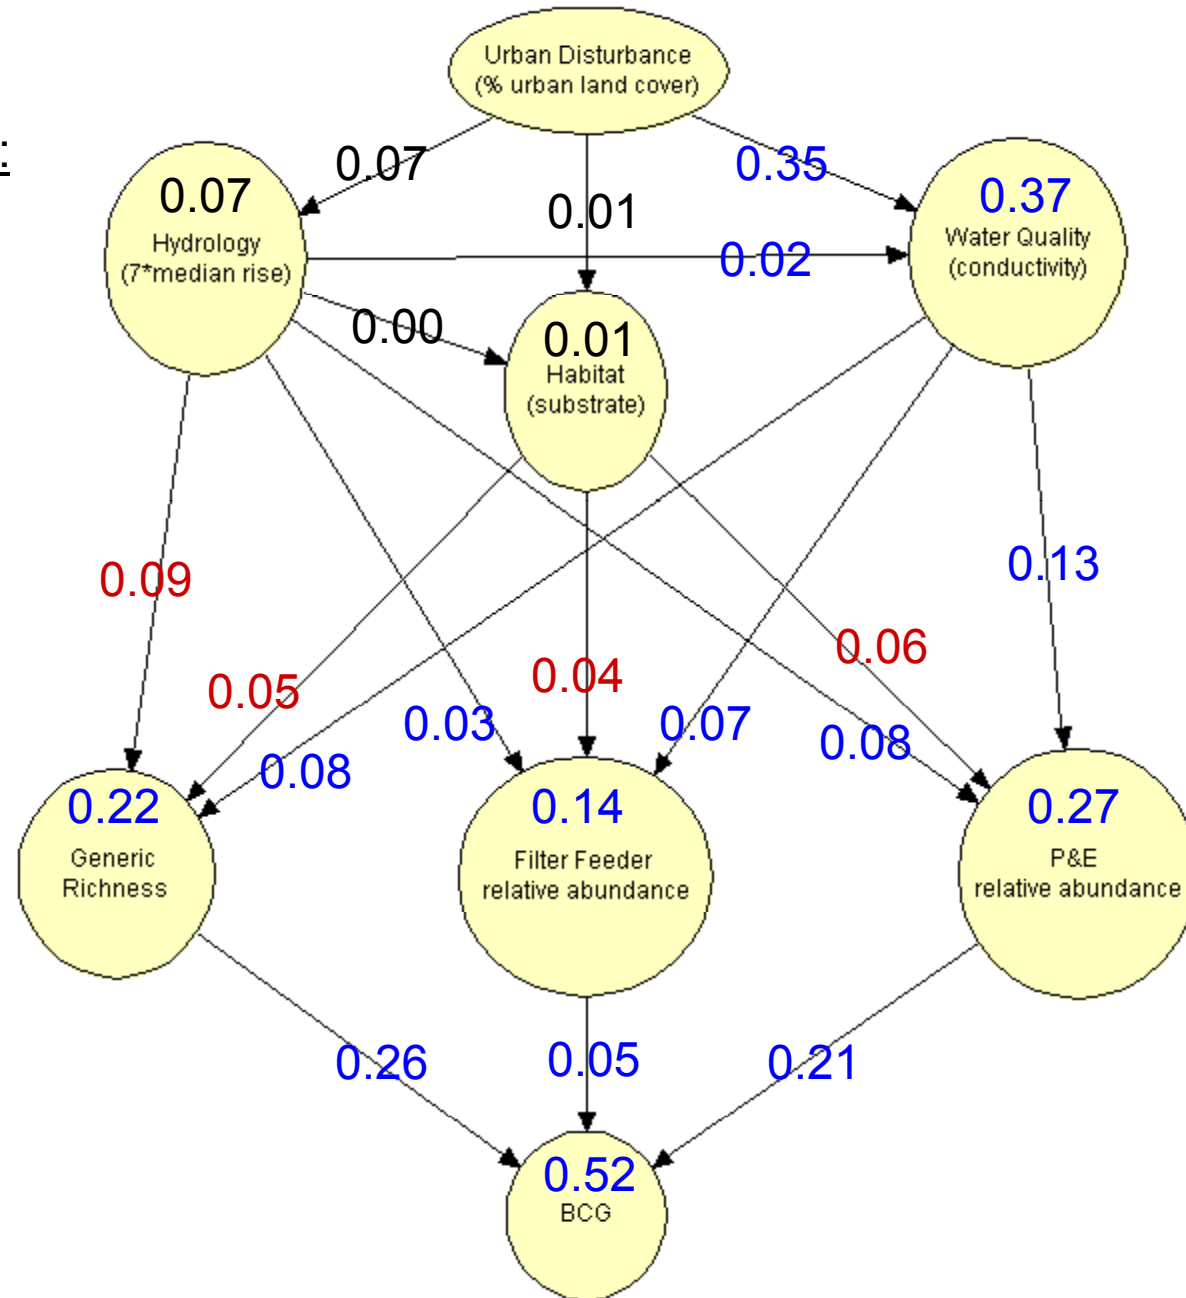 Urban Disturbance
(% urban land cover)
:
0.07
0.35
0.07
0.01
0.37
Hydrology
(7*median rise)
Water Quality
(conductivity)
0.02
0.00
0.01
Habitat
(substrate)
0.09
0.13
0.05
0.04
0.06
0.03
0.07
0.08
0.08
0.22
0.14
0.27
Generic
Richness
Filter Feeder
relative abundance
P&E
relative abundance
0.26
0.05
0.21
0.52
BCG